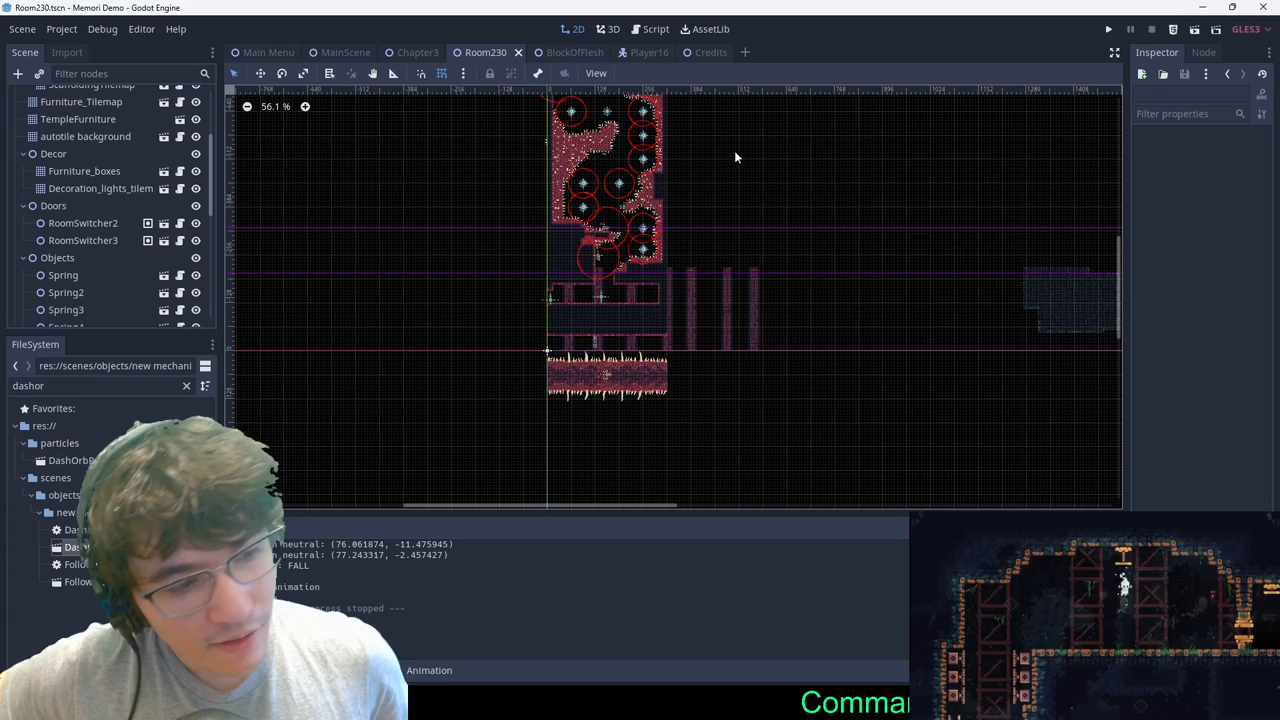 Room230.tscn - Memori Demo - Godot Engine
Scene Project Debug Editor Help
2D 3D Script AssetLib
GLES3
Scene Import
Main Menu MainScene Chapter3 Room230 BlockOfFlesh Player16 Credits
Inspector Node
Filter nodes
View
56.1 %
Furniture_Tilemap
TempleFurniture
autotile background
Decor
Furniture_boxes
Decoration_lights_tilem
Doors
RoomSwitcher2
RoomSwitcher3
Objects
Spring
Spring2
Spring3
Filter properties
FileSystem
res://scenes/objects/new mechani
dashor
Favorites:
res://
particles
scenes
neutral: (76.061874, -11.475945)
neutral: (77.243317, -2.457427)
: FALL
--- 
Animation
Comma